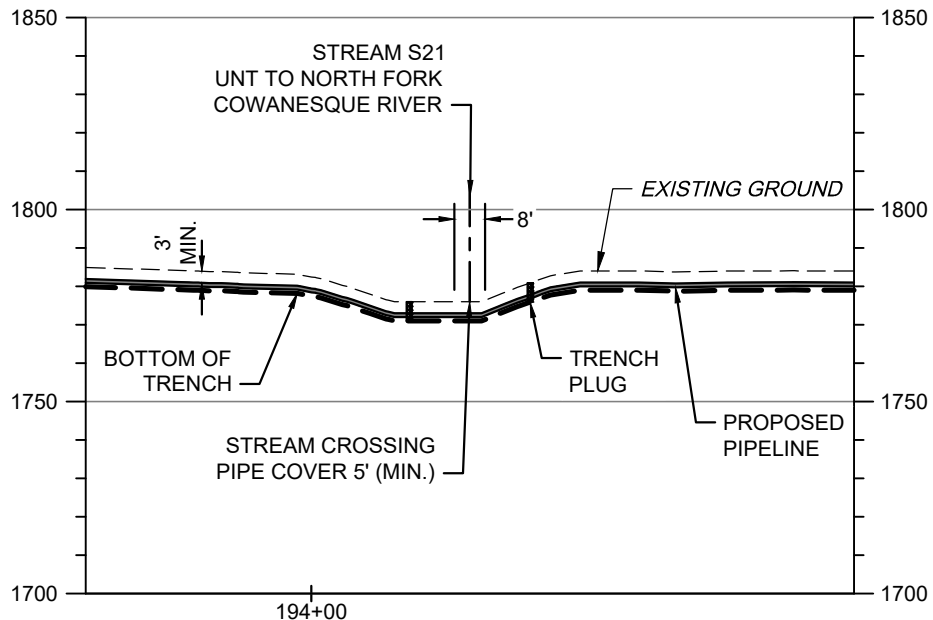 1850
1850
STREAM S21
UNT TO NORTH FORK
COWANESQUE RIVER
EXISTING GROUND
1800
1800
8'
3'
MIN.
BOTTOM OF
TRENCH
TRENCH
PLUG
1750
1750
PROPOSED
PIPELINE
STREAM CROSSING
PIPE COVER 5' (MIN.)
1700
1700
194+00